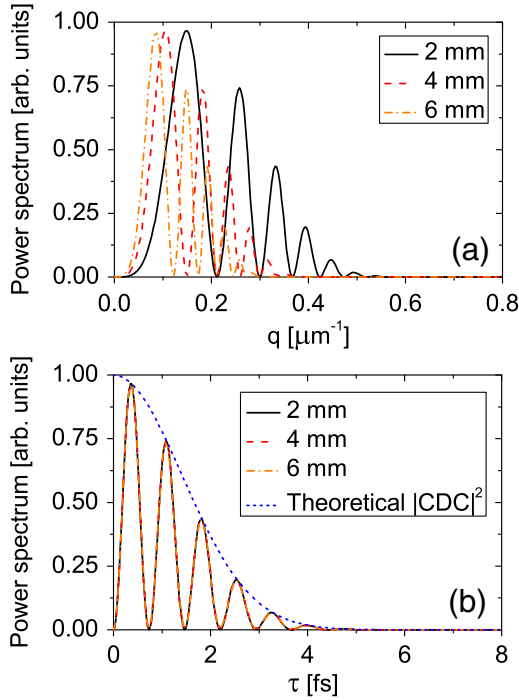 Power spectrum [arb. units]
1.00
0.75
0.50
0.25
0.00
2 mm
4 mm
6 mm
(a)
0.0 0.2 0.4 0.6 0.8
q [μm⁻¹]
Power spectrum [arb. units]
1.00
0.75
0.50
0.25
0.00
2 mm
4 mm
6 mm
Theoretical |CDC|²
(b)
0 2 4 6 8
τ [fs]